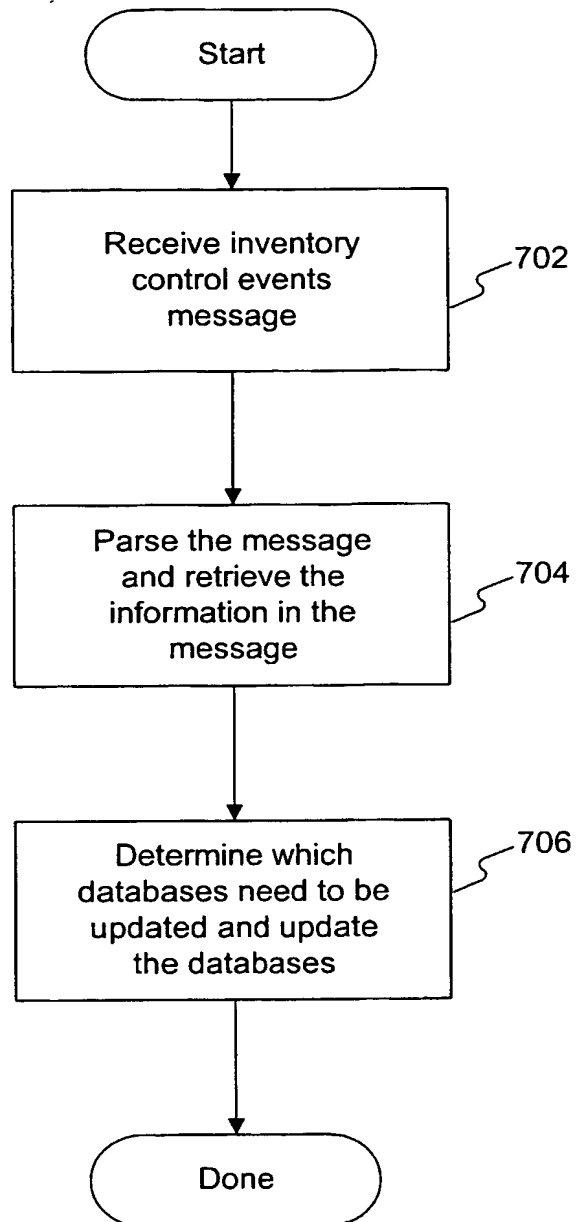 Start
Receive inventory
control events
message
702
Parse the message
and retrieve the
information in the
message
704
Determine which
databases need to be
updated and update
the databases
706
Done